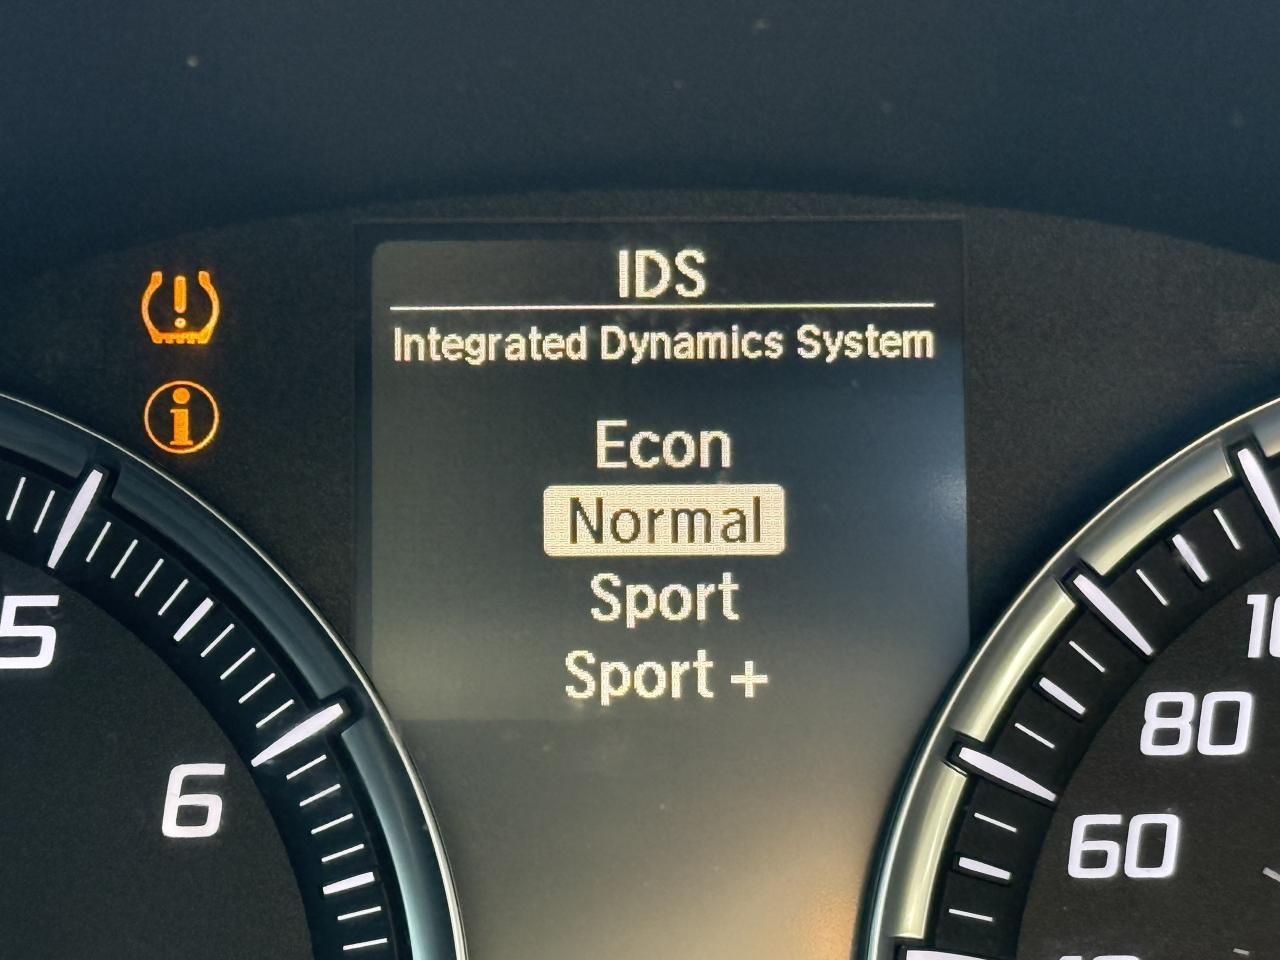 IDS
Integrated Dynamics System
Econ
Normal
Sport
Sport +
5
6
80
60